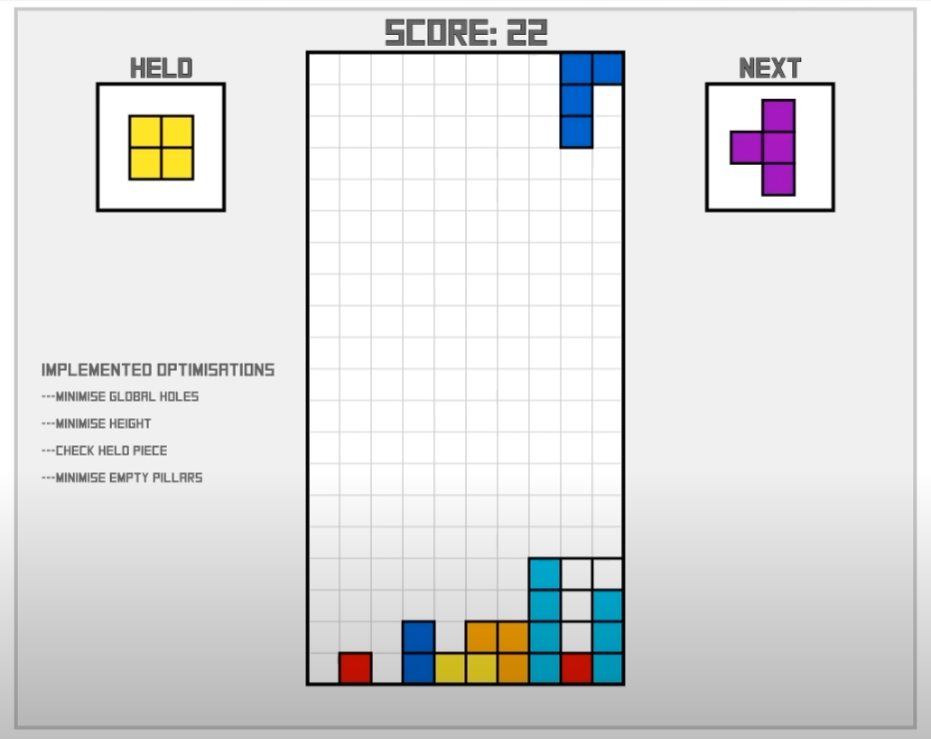 SCORE: 22
HELD
NEXT
IMPLEMENTED OPTIMISATIONS
---MINIMISE GLOBAL HOLES
---MINIMISE HEIGHT
---CHECK HELD PIECE
---MINIMISE EMPTY PILLARS